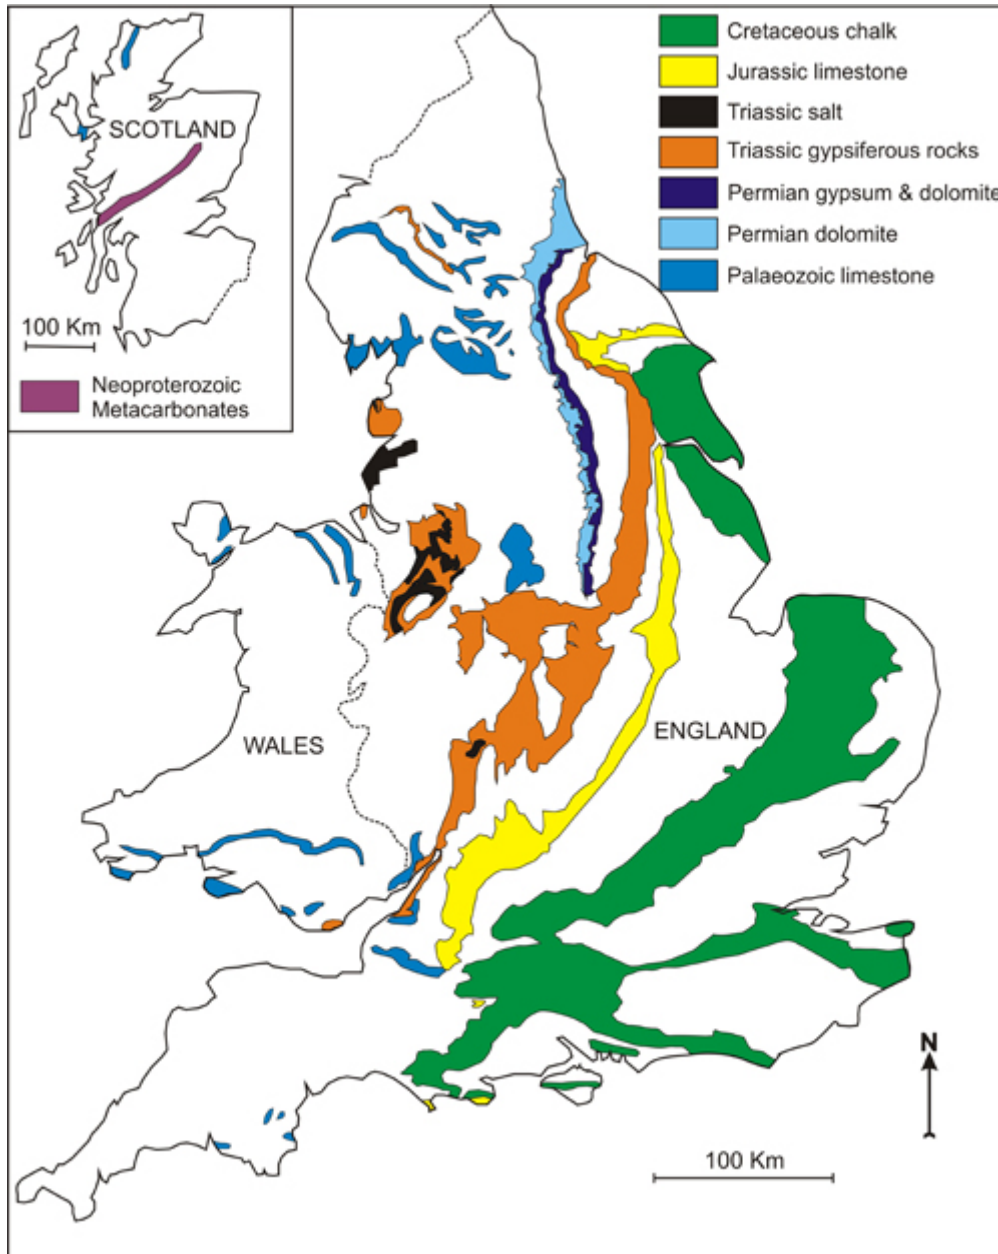 SCOTLAND
100 Km
Neoproterozoic
Metacarbonates
Cretaceous chalk
Jurassic limestone
Triassic salt
Triassic gypsiferous rocks
Permian gypsum & dolomite
Permian dolomite
Palaeozoic limestone
WALES
ENGLAND
N
100 Km